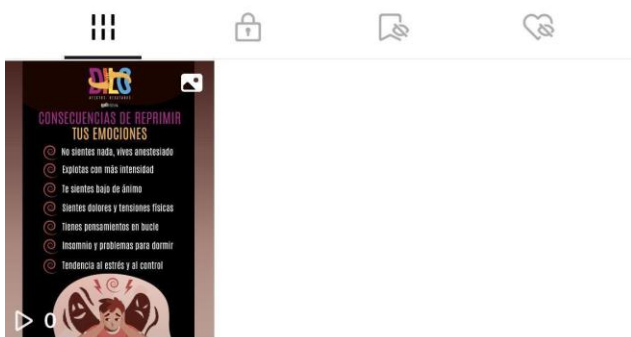 DILO
CONSECUENCIAS DE REPRIMIR
TUS EMOCIONES
No sientes nada, vives anestesiado
Explotas con más intensidad
Te sientes bajo de ánimo
Sientes dolores y tensiones físicas
Tienes pensamientos en bucle
Insomnio y problemas para dormir
Tendencia al estrés y al control
0